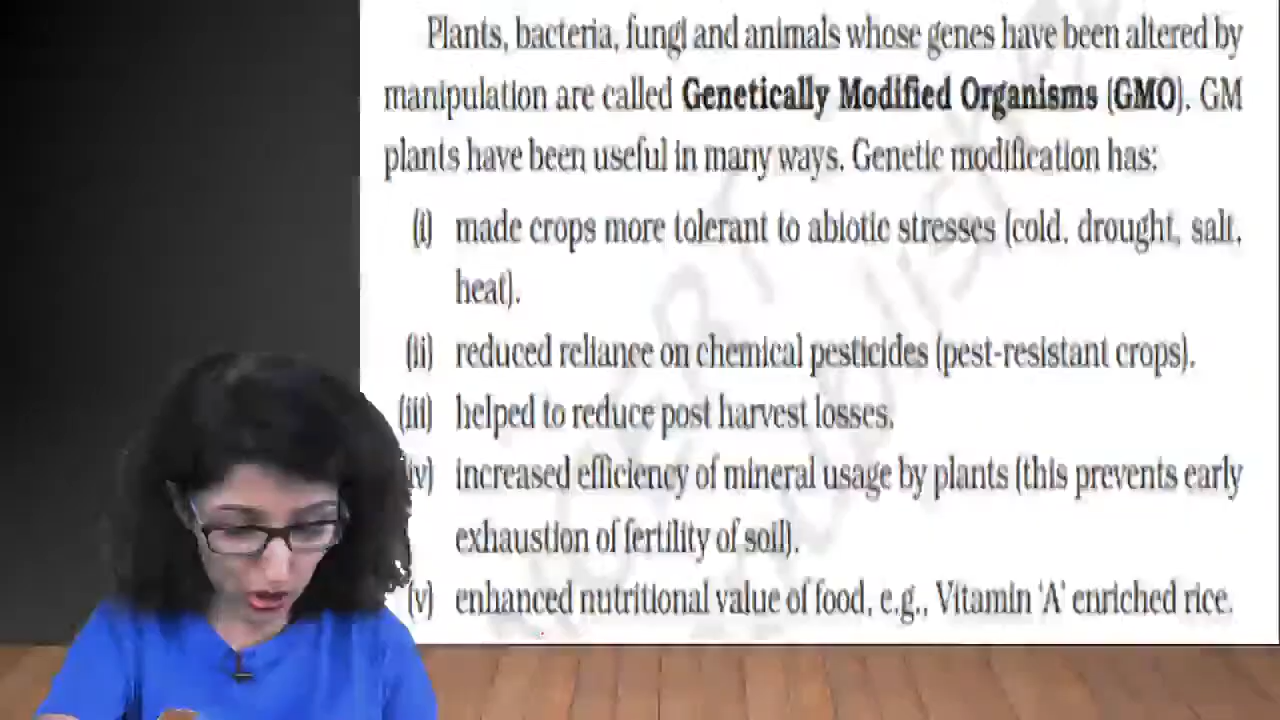 Plants, bacteria, fungi and animals whose genes have been altered by
manipulation are called Genetically Modified Organisms (GMO). GM
plants have been useful in many ways. Genetic modification has:
(i) made crops more tolerant to abiotic stresses (cold, drought, salt,
heat).
(ii) reduced reliance on chemical pesticides (pest-resistant crops).
(iii) helped to reduce post harvest losses.
iv) increased efficiency of mineral usage by plants (this prevents early
exhaustion of fertility of soil).
(v) enhanced nutritional value of food, e.g., Vitamin 'A' enriched rice.